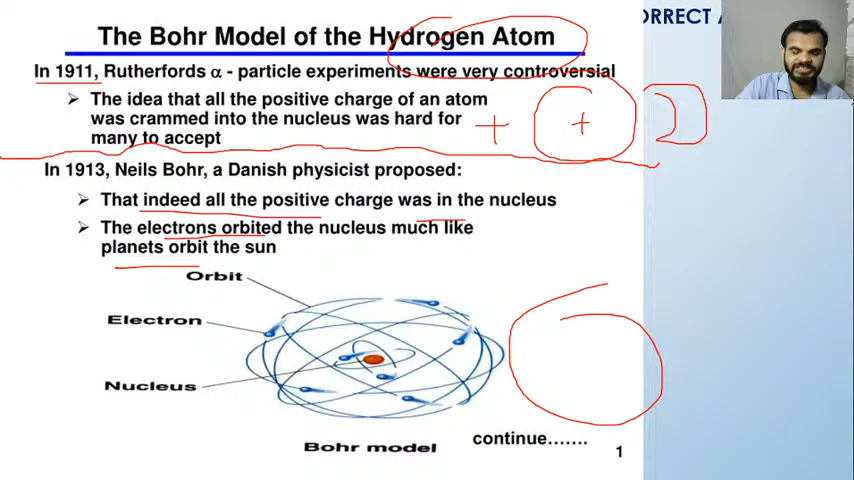 The Bohr Model of the Hydrogen Atom
ORRECT
In 1911, Rutherfords α - particle experiments were very controversial
➢ The idea that all the positive charge of an atom
was crammed into the nucleus was hard for
many to accept
+ +
In 1913, Neils Bohr, a Danish physicist proposed:
➢ That indeed all the positive charge was in the nucleus
➢ The electrons orbited the nucleus much like
planets orbit the sun
Orbit
Electron
Nucleus
Bohr model
continue…….
1